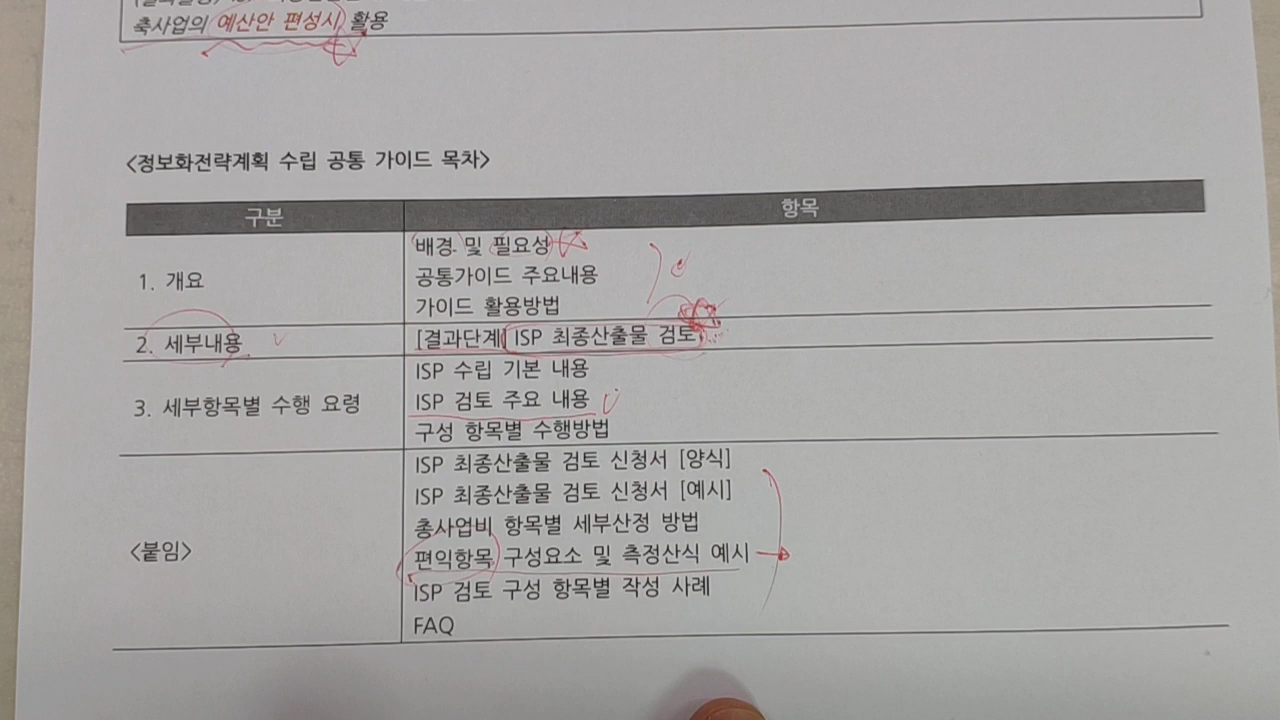 축사업의 예산안 편성시 활용
<정보화전략계획 수립 공통 가이드 목차>
구분 항목
1. 개요
배경 및 필요성
공통가이드 주요내용
가이드 활용방법
2. 세부내용
[결과단계] ISP 최종산출물 검토
3. 세부항목별 수행 요령
ISP 수립 기본 내용
ISP 검토 주요 내용
구성 항목별 수행방법
<붙임>
ISP 최종산출물 검토 신청서 [양식]
ISP 최종산출물 검토 신청서 [예시]
총사업비 항목별 세부산정 방법
편익항목 구성요소 및 측정산식 예시
ISP 검토 구성 항목별 작성 사례
FAQ